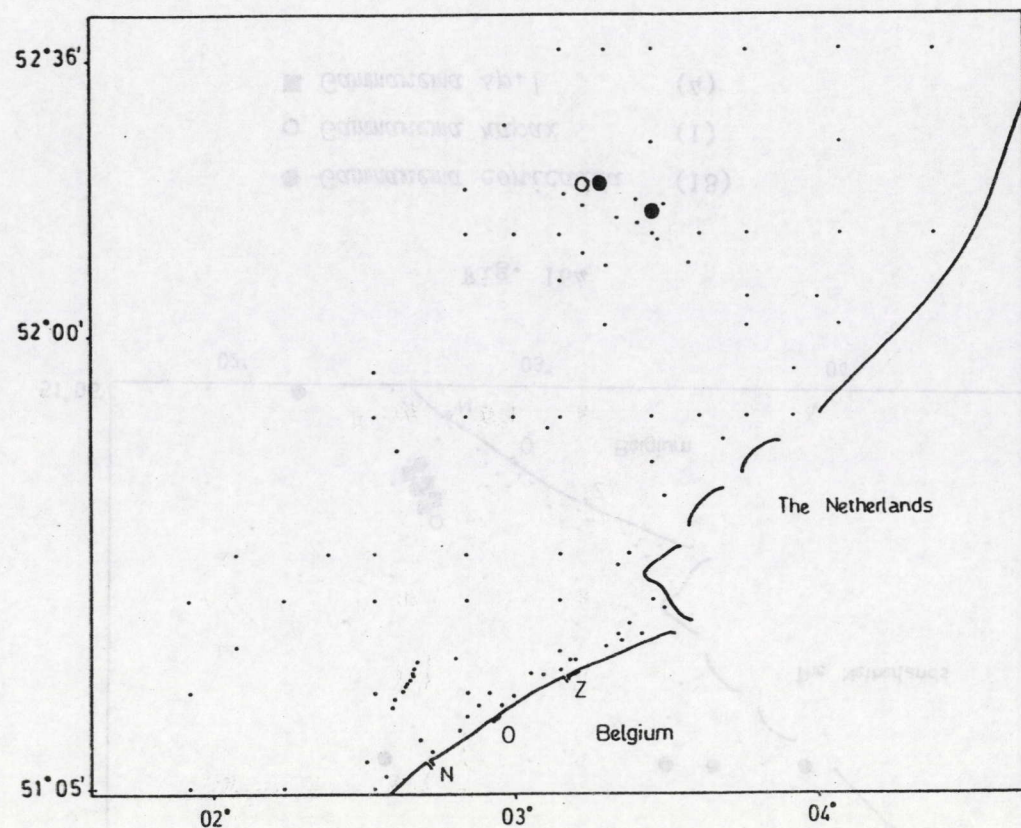 52°36'
52°00'
The Netherlands
Z
O
Belgium
N
51°05'
02° 03° 04°